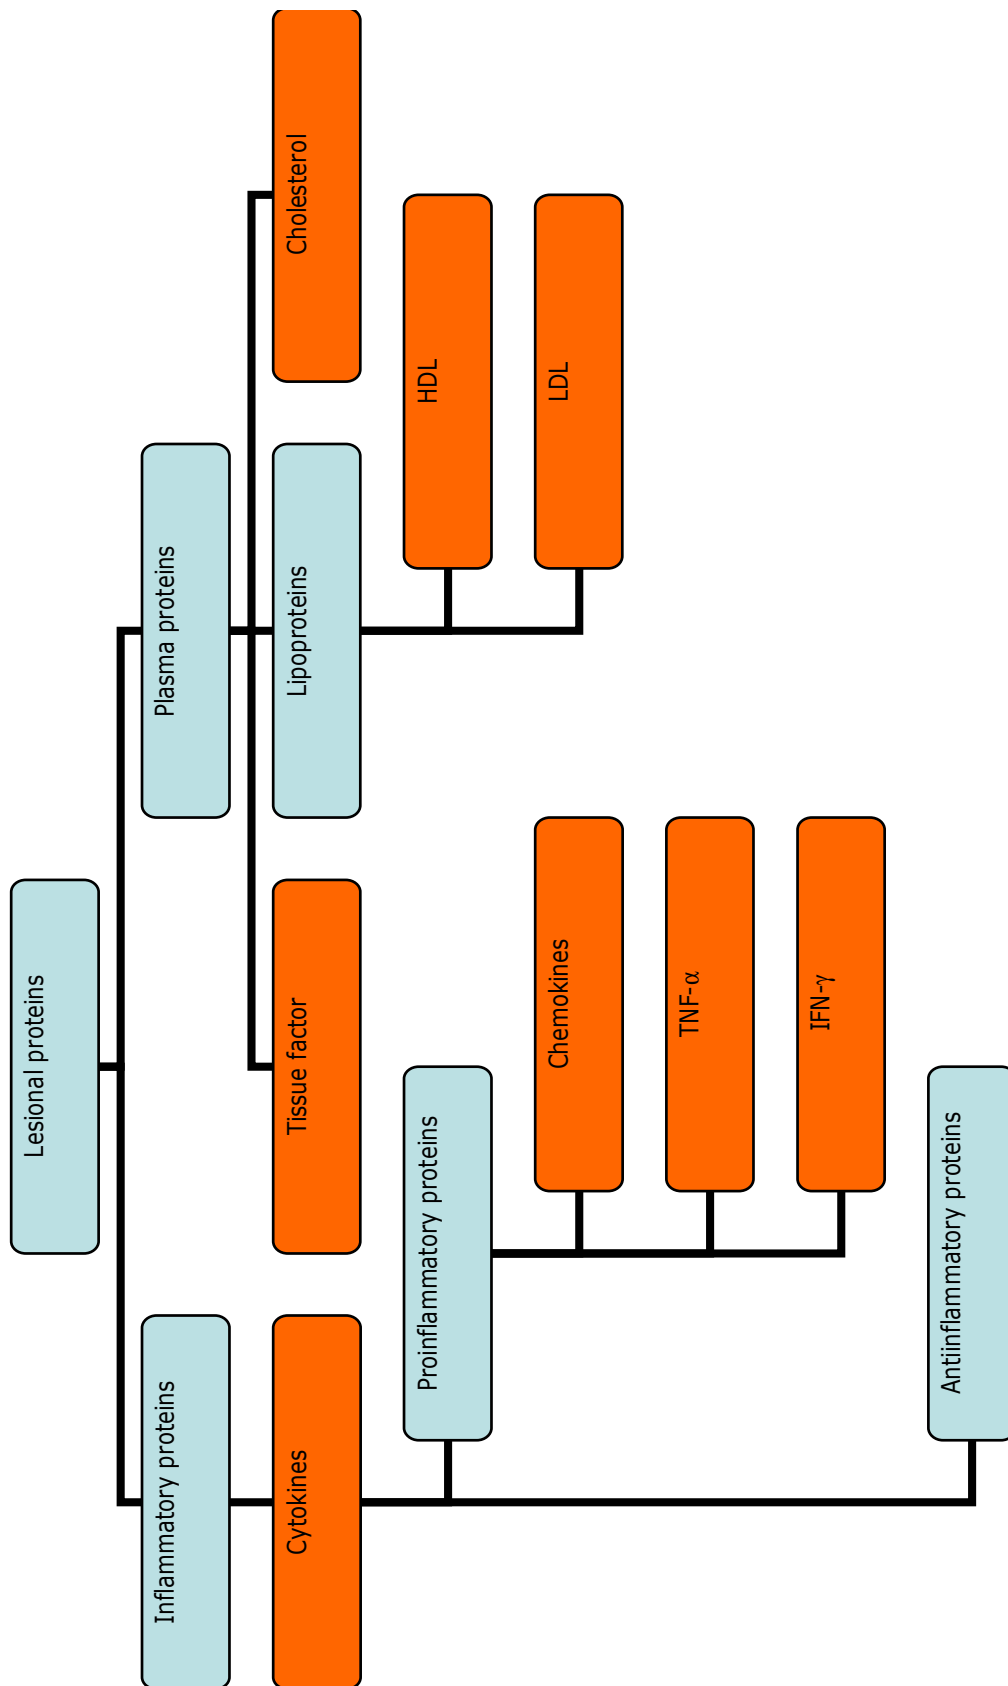 Lesional proteins
Inflammatory proteins
Plasma proteins
Cytokines
Tissue factor
Lipoproteins
Cholesterol
Proinflammatory proteins
HDL
Chemokines
LDL
TNF-α
IFN-γ
Antiinflammatory proteins